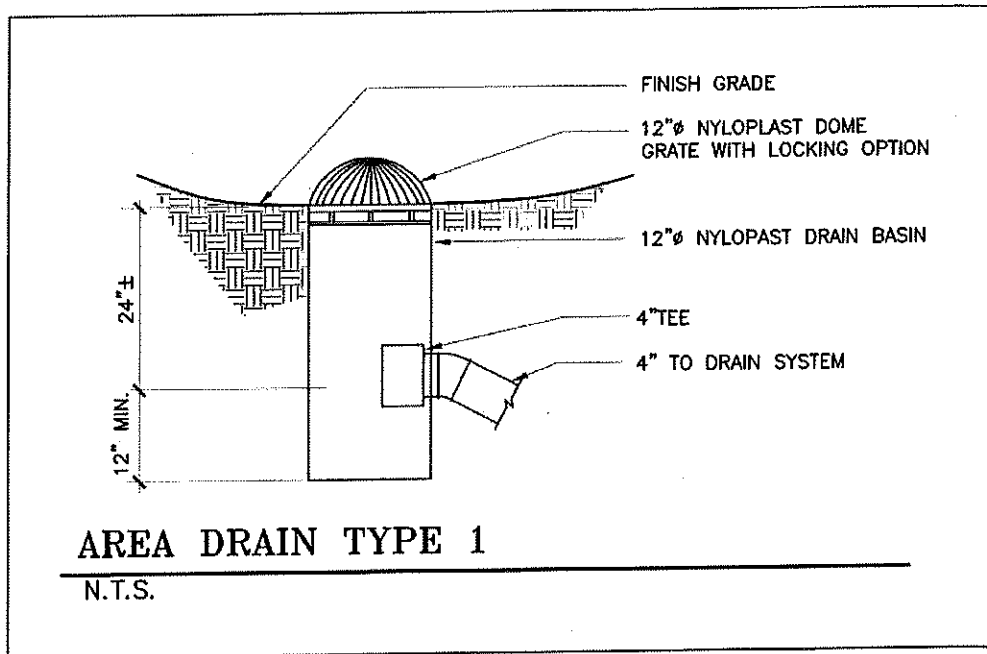 FINISH GRADE
12"ø NYLOPLAST DOME
GRATE WITH LOCKING OPTION
12"ø NYLOPAST DRAIN BASIN
24"±
4"TEE
4" TO DRAIN SYSTEM
12" MIN.
AREA DRAIN TYPE 1
N.T.S.